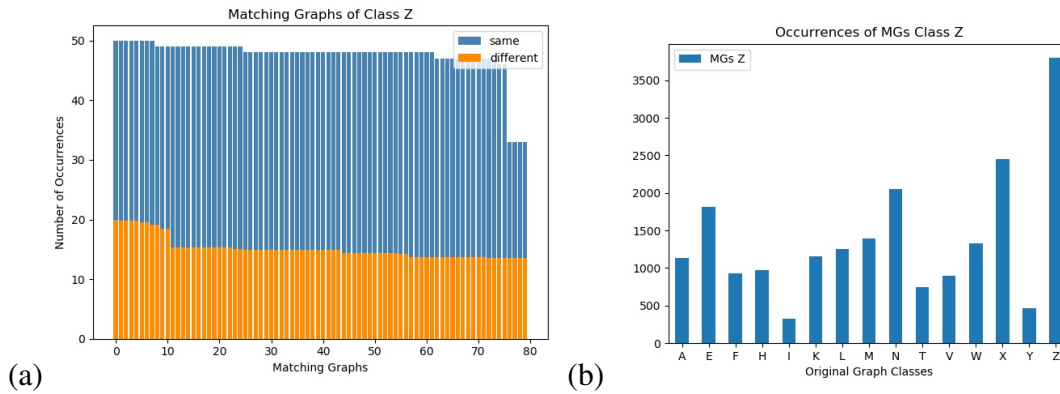 Matching Graphs of Class Z
50
40
30
20
10
0
Number of Occurrences
same
different
0 10 20 30 40 50 60 70 80
Matching Graphs
(a)
Occurrences of MGs Class Z
MGs Z
3500
3000
2500
2000
1500
1000
500
0
A E F H I K L M N T V W X Y Z
Original Graph Classes
(b)